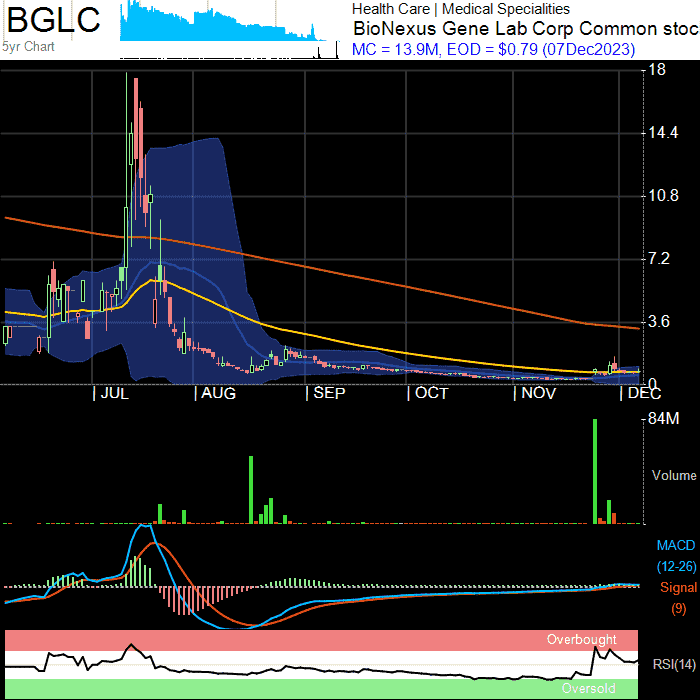 BGLC
5yr Chart
Health Care | Medical Specialities
BioNexus Gene Lab Corp Common stoc
MC = 13.9M, EOD = $0.79 (07Dec2023)
18
14.4
10.8
7.2
3.6
0
JUL
AUG
SEP
OCT
NOV
DEC
84M
Volume
MACD
(12-26)
Signal
(9)
Overbought
RSI(14)
Oversold